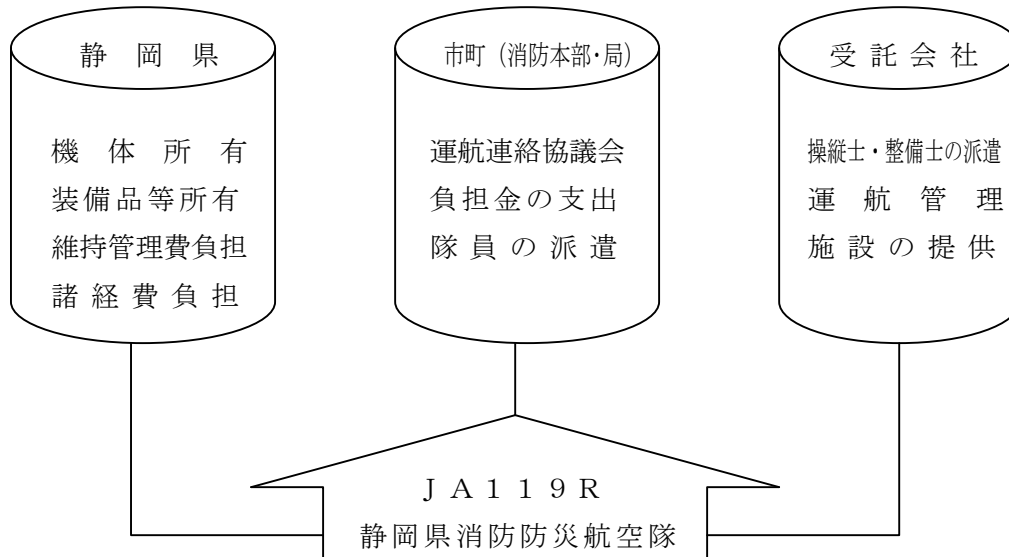 静岡県
機体所有
装備品等所有
維持管理費負担
諸経費負担
市町（消防本部・局）
運航連絡協議会
負担金の支出
隊員の派遣
受託会社
操縦士・整備士の派遣
運航管理
施設の提供
ＪＡ１１９Ｒ
静岡県消防防災航空隊